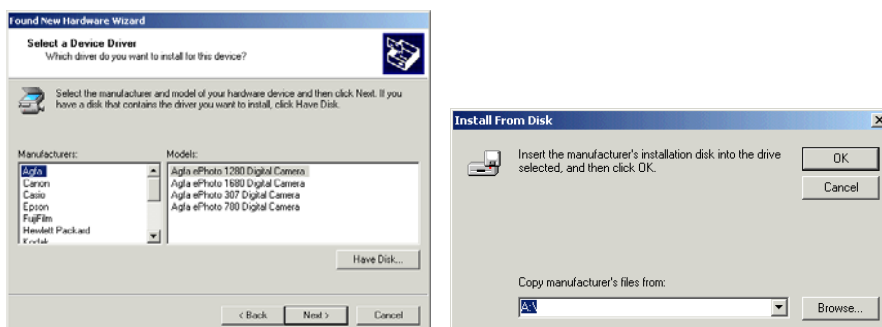 Found New Hardware Wizard
Select a Device Driver
Which driver do you want to install for this device?
Select the manufacturer and model of your hardware device and then click Next. If you
have a disk that contains the driver you want to install, click Have Disk.
Manufacturers:
Agfa
Canon
Casio
Epson
FujiFilm
Hewlett Packard
Kodak
Models:
Agfa ePhoto 1280 Digital Camera
Agfa ePhoto 1680 Digital Camera
Agfa ePhoto 307 Digital Camera
Agfa ePhoto 780 Digital Camera
Have Disk...
< Back
Next >
Cancel
Install From Disk
Insert the manufacturer's installation disk into the drive
selected, and then click OK.
OK
Cancel
Copy manufacturer's files from:
A:\
Browse...